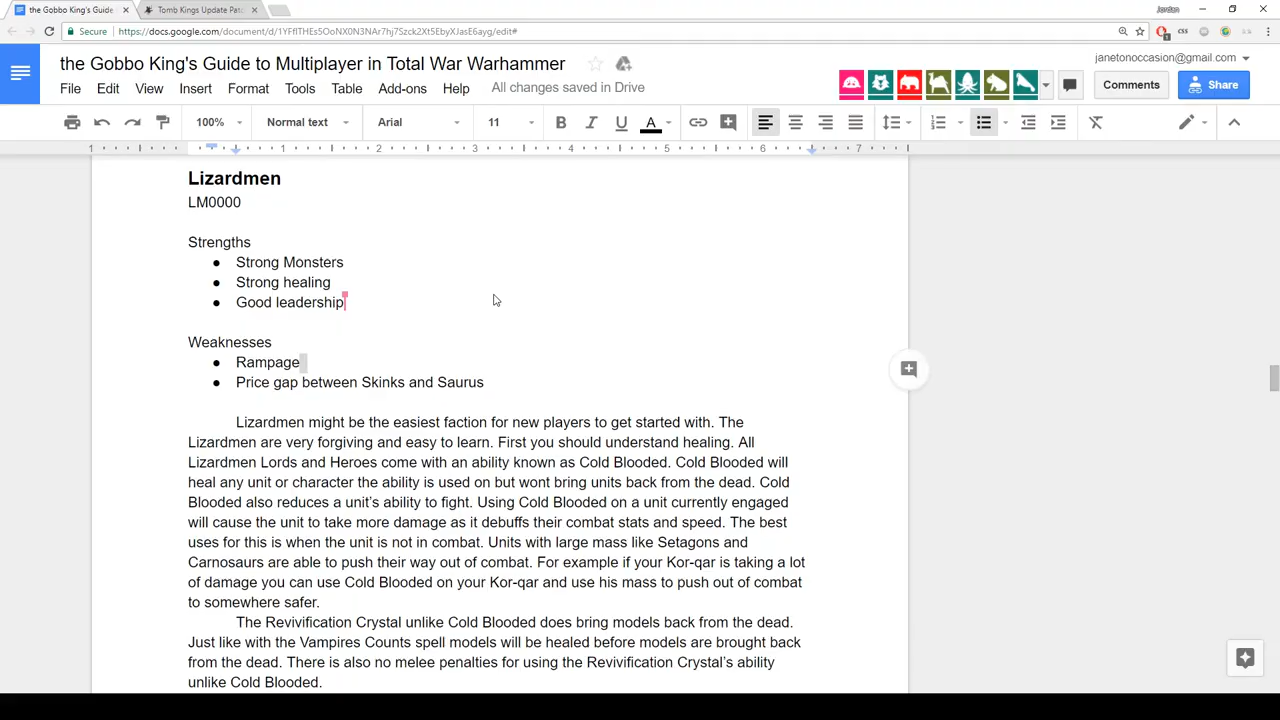 the Gobbo King's Guide
Tomb Kings Update Pat
Jordan
Secure
https://docs.google.com/document/d/1YFflTHEs5OoNX0N3NAr7hj7Szck2Xt5EbyXJasE6ayg/edit#
the Gobbo King's Guide to Multiplayer in Total War Warhammer
janetonoccasion@gmail.com
File Edit View Insert Format Tools Table Add-ons Help All changes saved in Drive
Comments Share
100% Normal text Arial 11 B I U A
1 1 2 3 4 5 6 7
Lizardmen
LM0000
Strengths
● Strong Monsters
● Strong healing
● Good leadership
Weaknesses
● Rampage
● Price gap between Skinks and Saurus
Lizardmen might be the easiest faction for new players to get started with. The
Lizardmen are very forgiving and easy to learn. First you should understand healing. All
Lizardmen Lords and Heroes come with an ability known as Cold Blooded. Cold Blooded will
heal any unit or character the ability is used on but wont bring units back from the dead. Cold
Blooded also reduces a unit's ability to fight. Using Cold Blooded on a unit currently engaged
will cause the unit to take more damage as it debuffs their combat stats and speed. The best
uses for this is when the unit is not in combat. Units with large mass like Setagons and
Carnosaurs are able to push their way out of combat. For example if your Kor-qar is taking a lot
of damage you can use Cold Blooded on your Kor-qar and use his mass to push out of combat
to somewhere safer.
The Revivification Crystal unlike Cold Blooded does bring models back from the dead.
Just like with the Vampires Counts spell models will be healed before models are brought back
from the dead. There is also no melee penalties for using the Revivification Crystal's ability
unlike Cold Blooded.